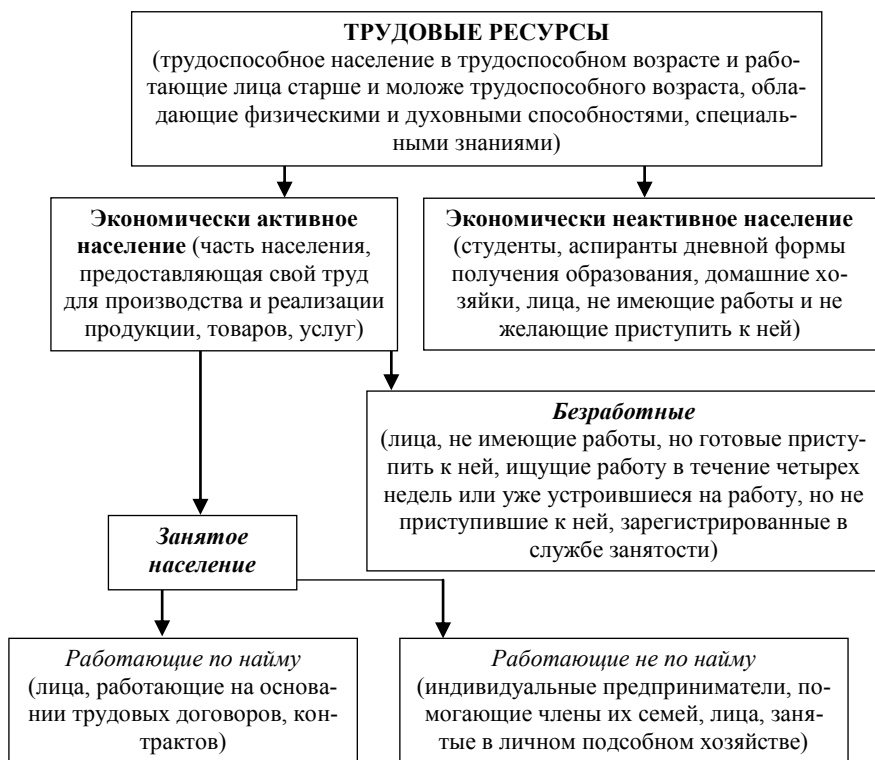 ТРУДОВЫЕ РЕСУРСЫ
(трудоспособное население в трудоспособном возрасте и рабо-
тающие лица старше и моложе трудоспособного возраста, обла-
дающие физическими и духовными способностями, специаль-
ными знаниями)
Экономически активное
население (часть населения,
предоставляющая свой труд
для производства и реализации
продукции, товаров, услуг)
Экономически неактивное население
(студенты, аспиранты дневной формы
получения образования, домашние хо-
зяйки, лица, не имеющие работы и не
желающие приступить к ней)
Безработные
(лица, не имеющие работы, но готовые присту-
пить к ней, ищущие работу в течение четырех
недель или уже устроившиеся на работу, но не
приступившие к ней, зарегистрированные в
службе занятости)
Занятое
население
Работающие по найму
(лица, работающие на основа-
нии трудовых договоров, кон-
трактов)
Работающие не по найму
(индивидуальные предприниматели, по-
могающие члены их семей, лица, заня-
тые в личном подсобном хозяйстве)